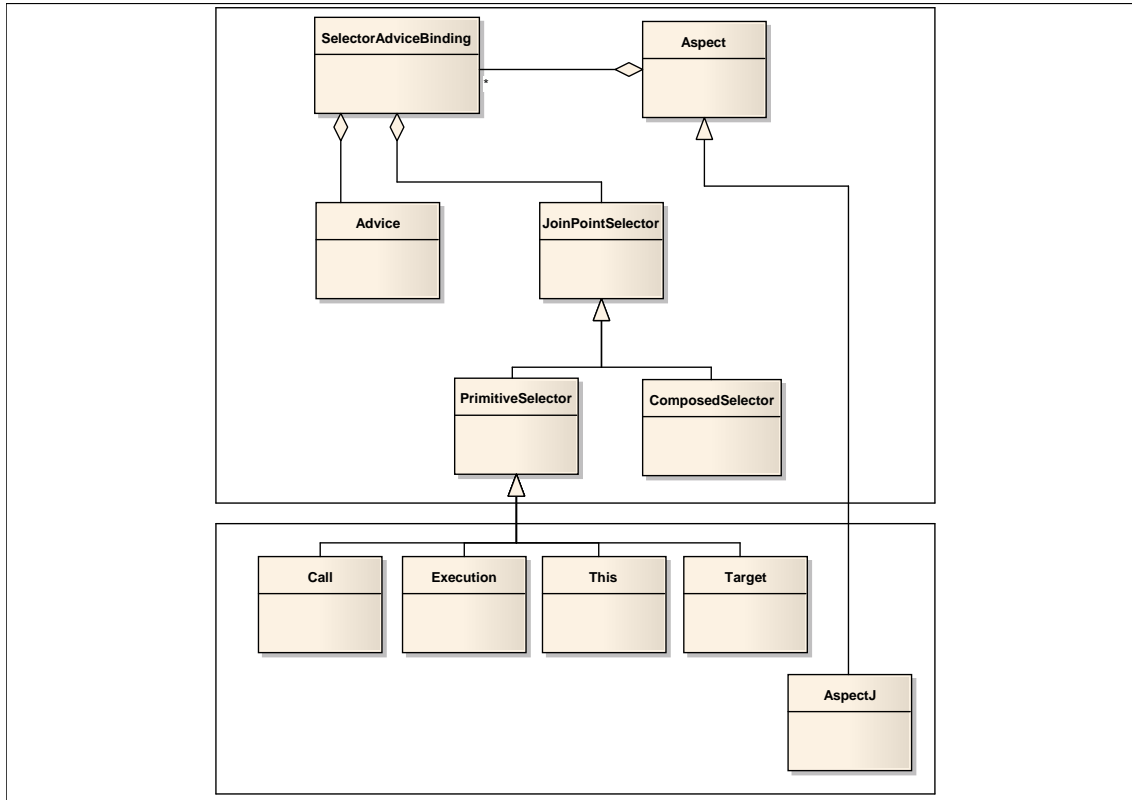 SelectorAdviceBinding
Aspect
*
Advice
JoinPointSelector
PrimitiveSelector
ComposedSelector
Call
Execution
This
Target
AspectJ